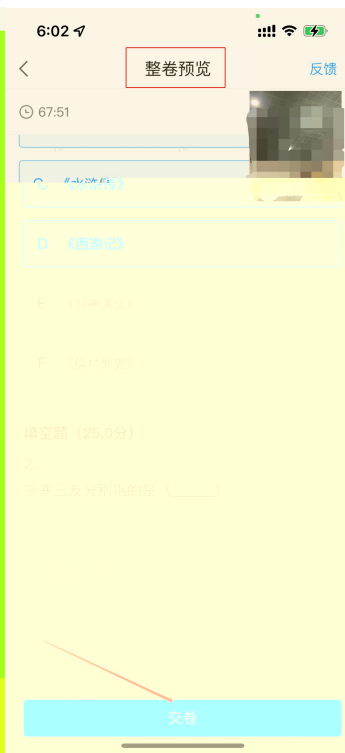 6:02
整卷预览
反馈
67:51
C 《水浒传》
D 《西游记》
E 《封神演义》
F 《儒林外史》
填空题（25.0分）
2
岁寒三友分别指的是（______）
交卷